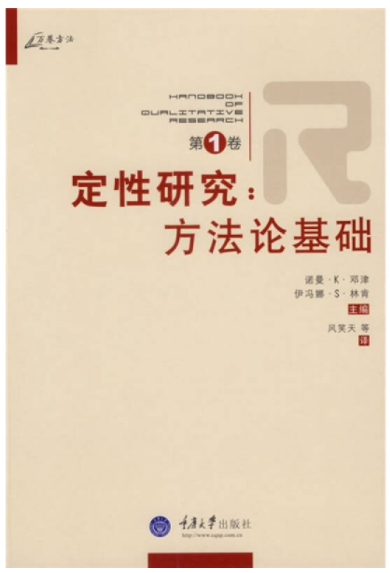 万卷方法
HANDBOOK
OF
QUALITATIVE
RESEARCH
第1卷
定性研究：
方法论基础
诺曼·K·邓津
伊冯娜·S·林肯
主编
风笑天 等
译
重庆大学出版社
http://www.cqup.com.cn